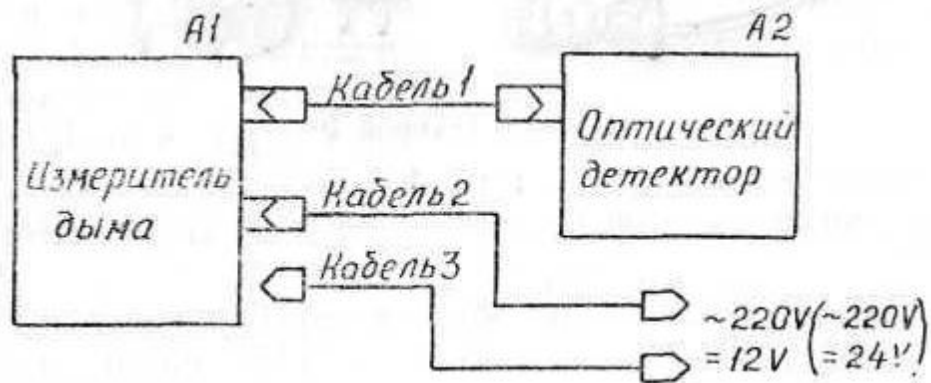 A1
A2
Кабель 1
Оптический
детектор
Измеритель
дыма
Кабель 2
Кабель 3
~220V (~220V)
=12V (=24V)